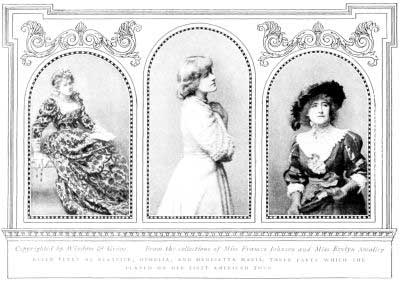 Copyrighted by Window & Grove From the collections of Miss Frances Johnson and Miss Evelyn Smalley
ELLEN TERRY AS BEATRICE, OPHELIA, AND HENRIETTA MARIA, THREE PARTS WHICH SHE
PLAYED ON HER FIRST AMERICAN TOUR